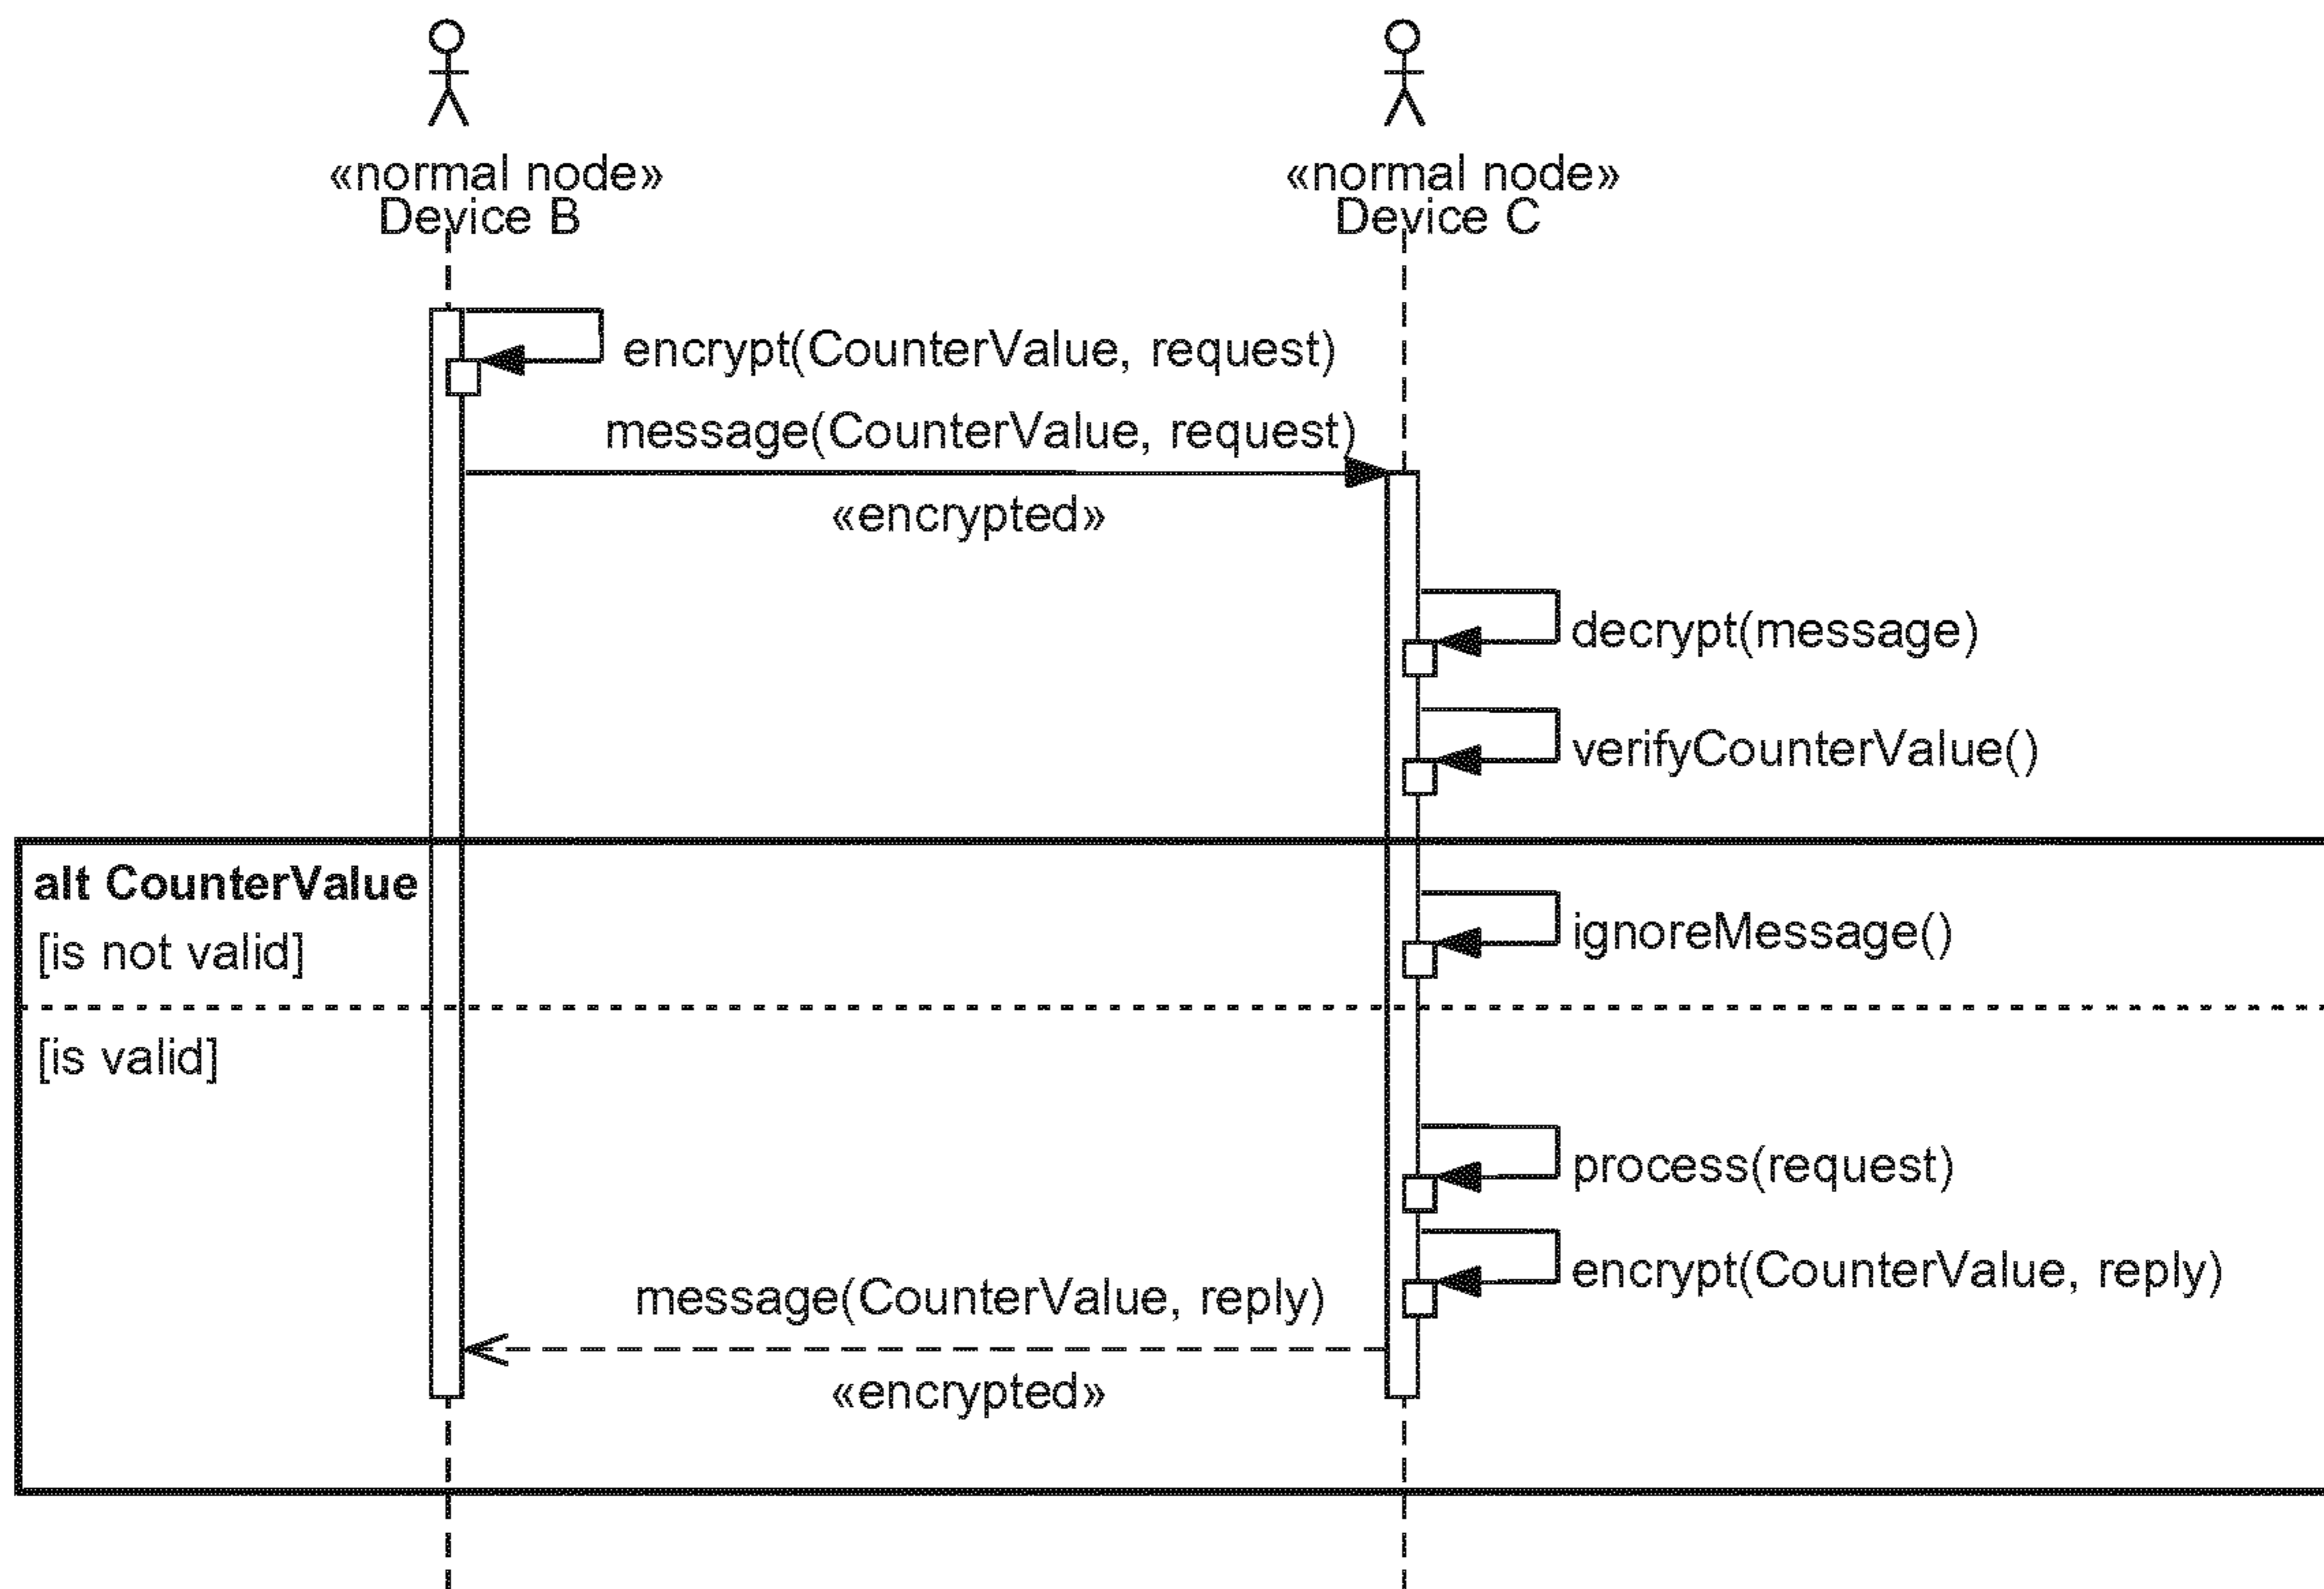 «normal node»
Device B
«normal node»
Device C
encrypt(CounterValue, request)
message(CounterValue, request)
«encrypted»
decrypt(message)
verifyCounterValue()
alt CounterValue
[is not valid]
ignoreMessage()
[is valid]
process(request)
encrypt(CounterValue, reply)
message(CounterValue, reply)
«encrypted»